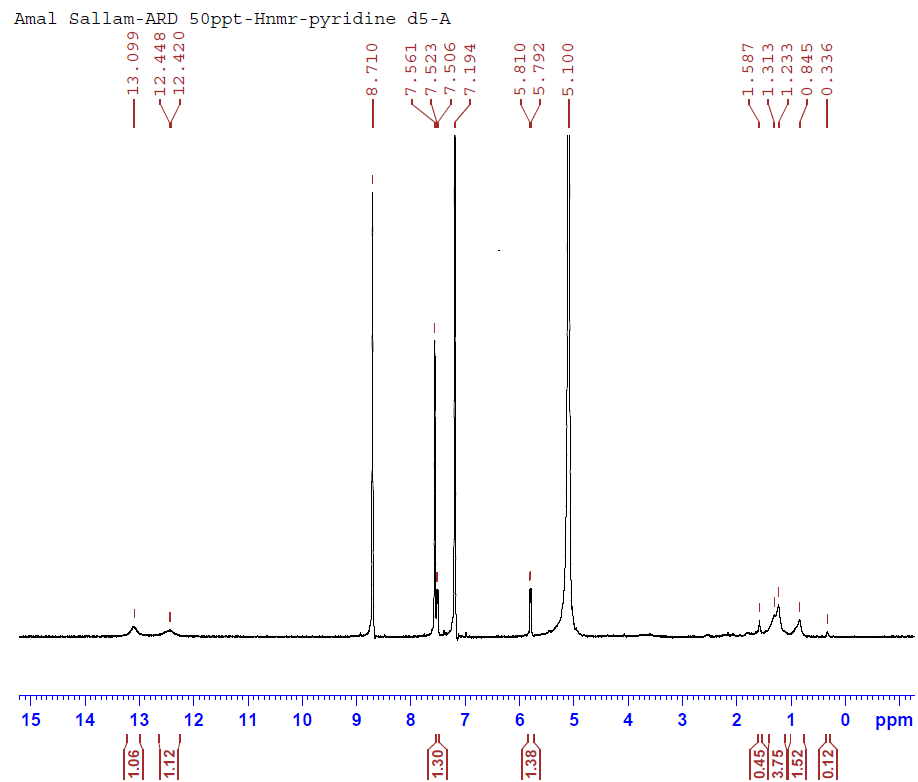 Amal Sallam-ARD 50ppt-Hnmr-pyridine d5-A
13.099 12.448 12.420 8.710 7.561 7.523 7.506 7.194 5.810 5.792 5.100 1.587 1.313 1.233 0.845 0.336
15 14 13 12 11 10 9 8 7 6 5 4 3 2 1 0 ppm
1.06 1.12 1.30 1.38 0.45 3.75 1.52 0.12